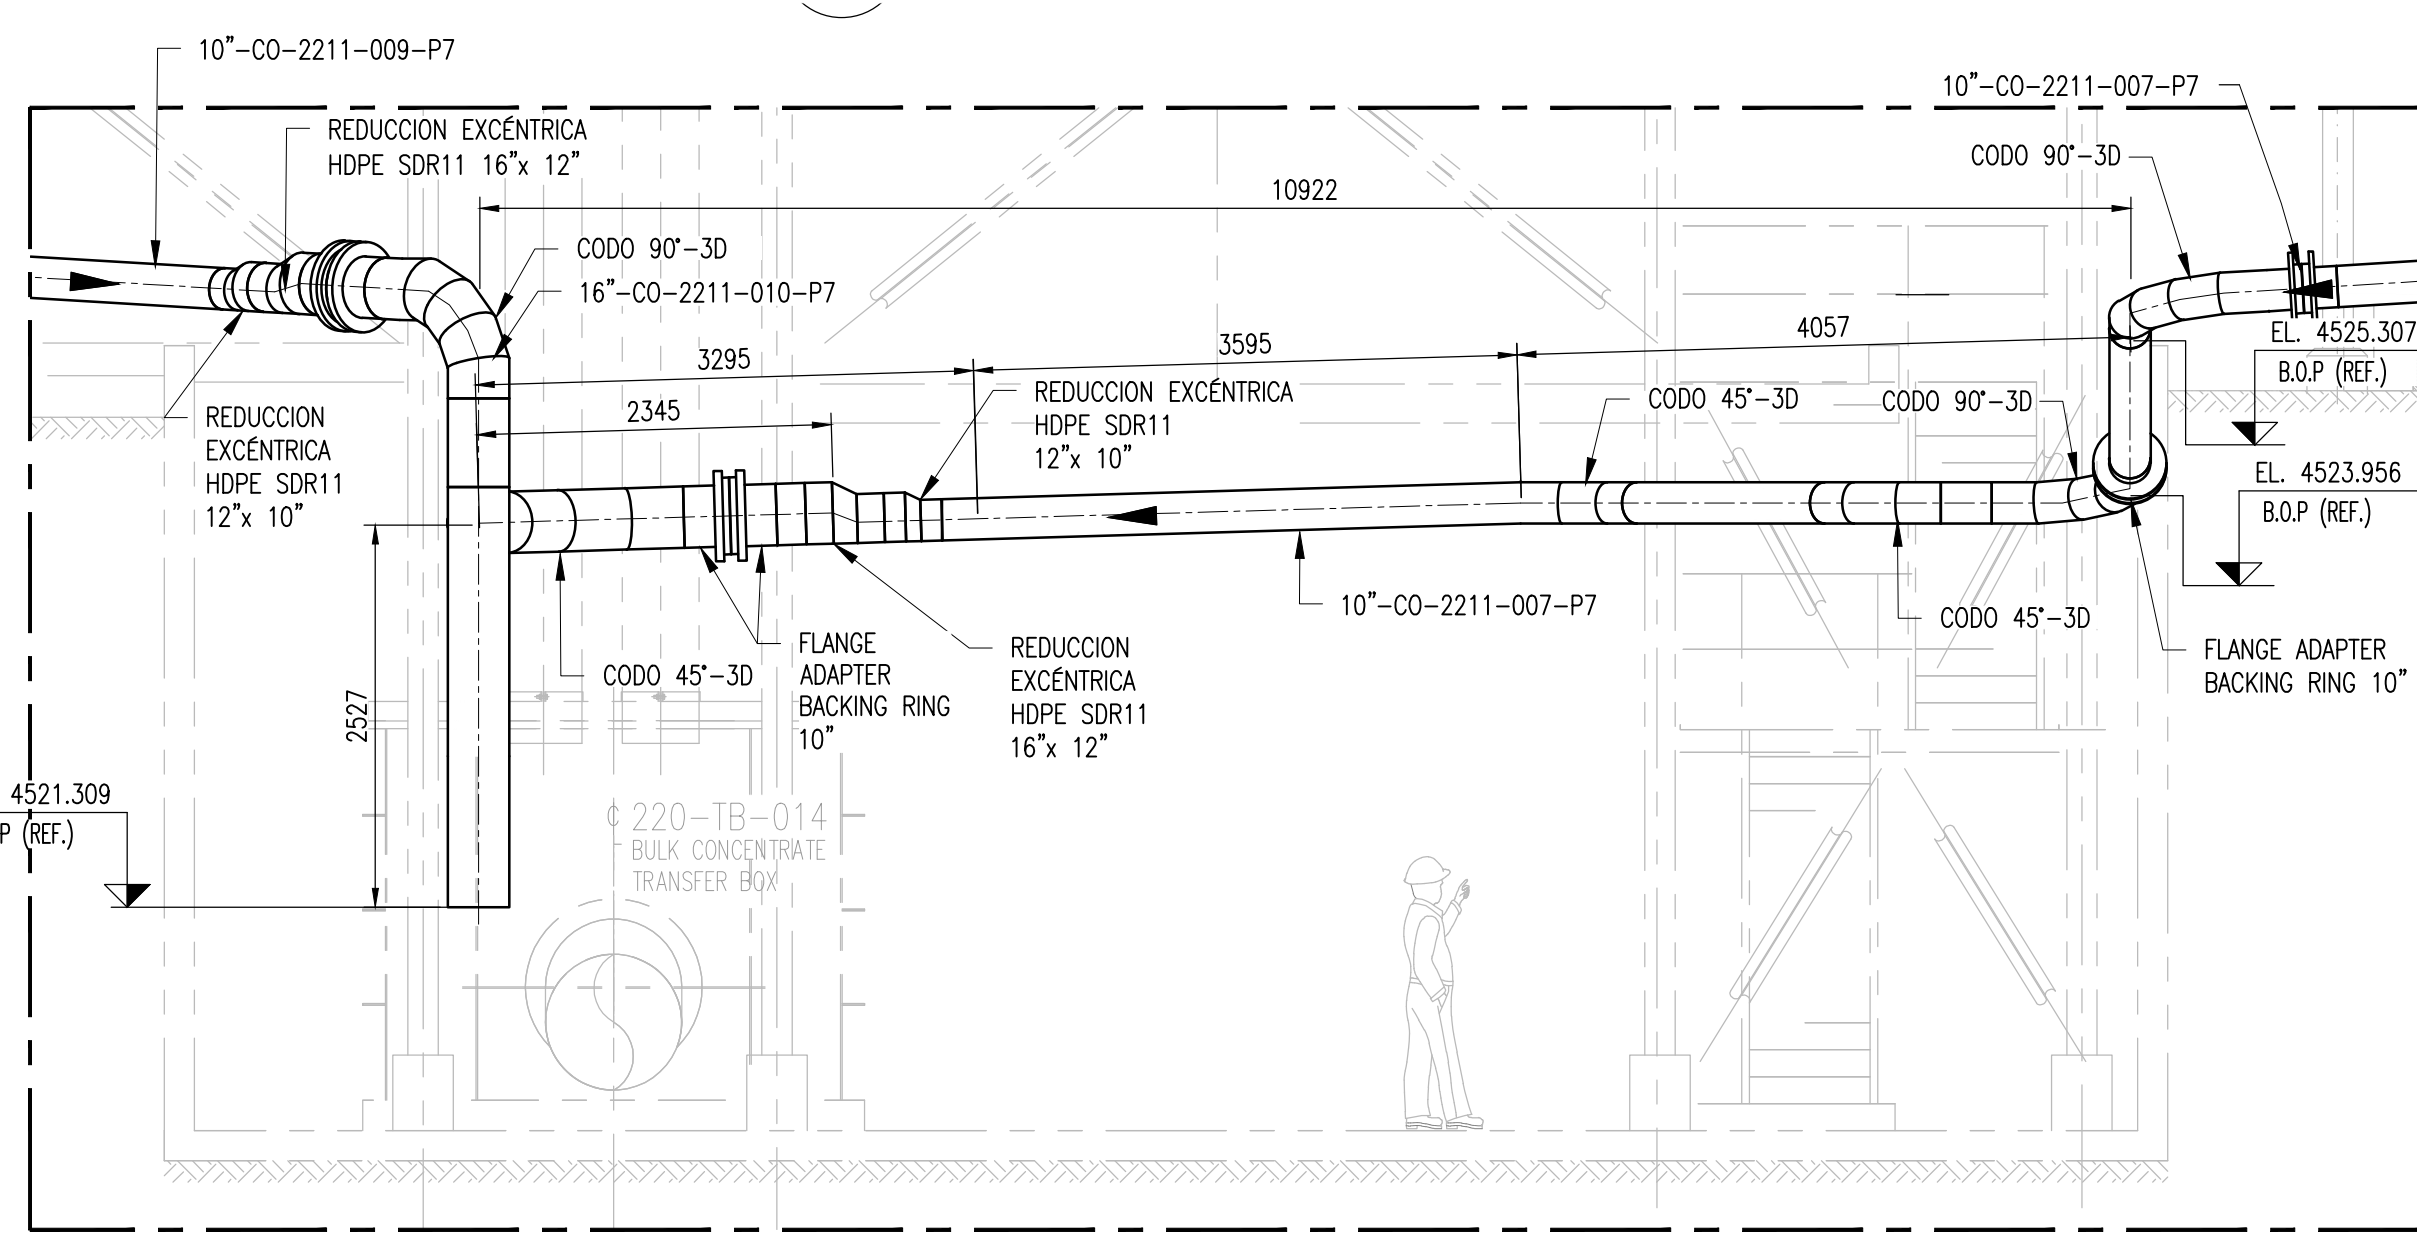 10”-CO-2211-009-P7
10”-CO-2211-007-P7
REDUCCION EXCÉNTRICA
HDPE SDR11 16”x 12”
CODO 90°-3D
10922
CODO 90°-3D
16”-CO-2211-010-P7
4057
EL. 4525.307
B.O.P (REF.)
3595
3295
REDUCCION EXCÉNTRICA
HDPE SDR11
12”x 10”
CODO 45°-3D
CODO 90°-3D
2345
REDUCCION
EXCÉNTRICA
HDPE SDR11
12”x 10”
EL. 4523.956
B.O.P (REF.)
10”-CO-2211-007-P7
CODO 45°-3D
FLANGE
ADAPTER
BACKING RING
10”
REDUCCION
EXCÉNTRICA
HDPE SDR11
16”x 12”
FLANGE ADAPTER
BACKING RING 10”
CODO 45°-3D
2527
4521.309
P (REF.)
220-TB-014
BULK CONCENTRATE
TRANSFER BOX